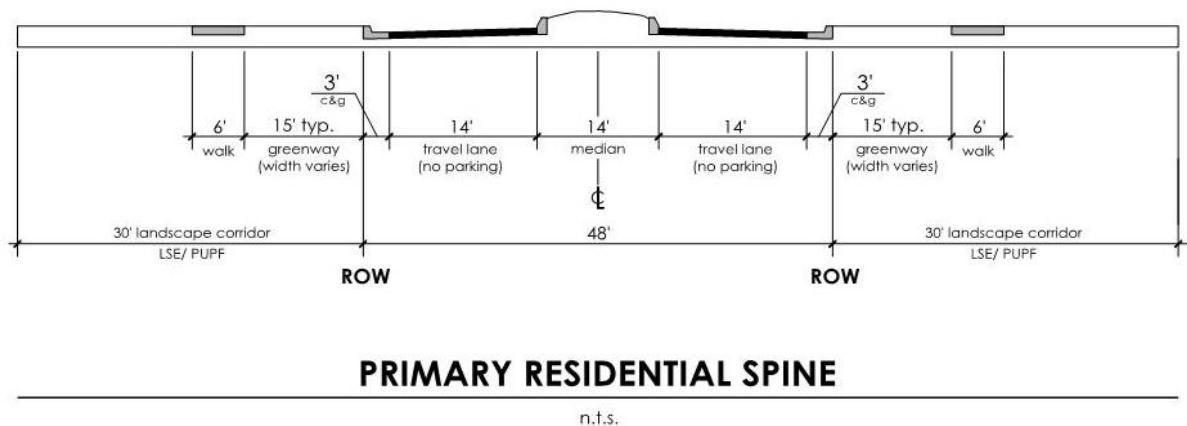 3'
c&g
3'
c&g
6'
walk
15' typ.
greenway
(width varies)
14'
travel lane
(no parking)
14'
median
14'
travel lane
(no parking)
15' typ.
greenway
(width varies)
6'
walk
℄
30' landscape corridor
LSE/ PUPF
48'
30' landscape corridor
LSE/ PUPF
ROW
ROW
PRIMARY RESIDENTIAL SPINE
n.t.s.